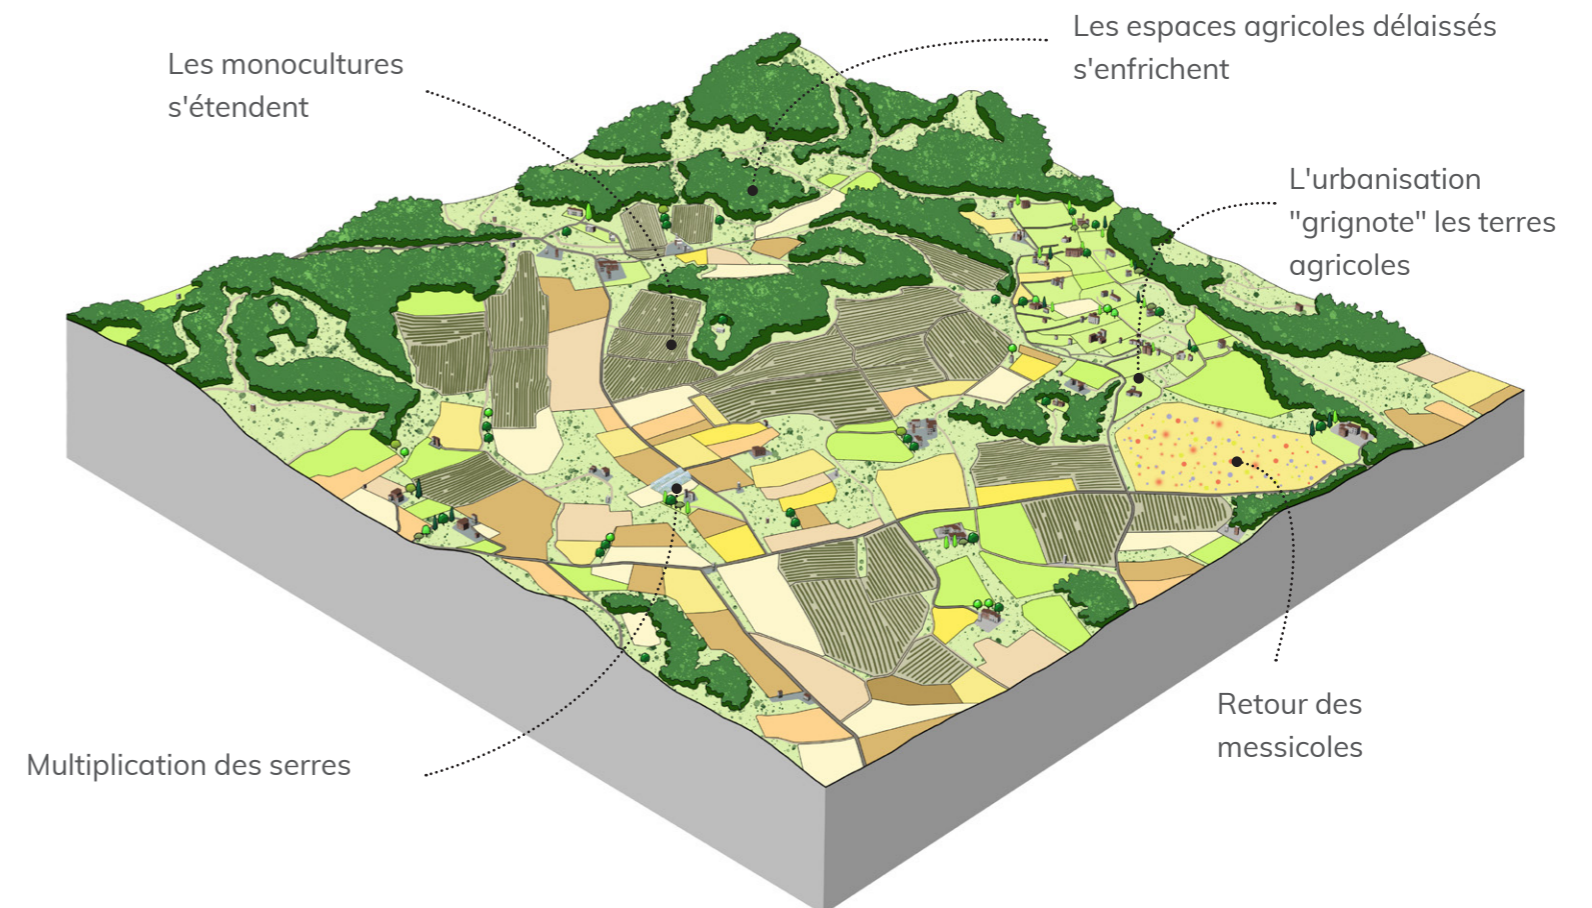 Les monocultures
s'étendent
Les espaces agricoles délaissés
s'enfrichent
L'urbanisation
"grignote" les terres
agricoles
Multiplication des serres
Retour des
messicoles